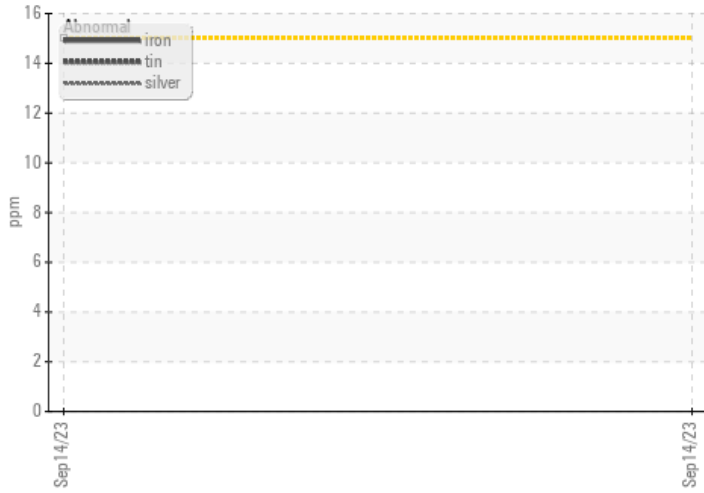 16
Abnormal
iron
tin
silver
14
12
10
8
6
4
2
0
ppm
Sep14/23
Sep14/23